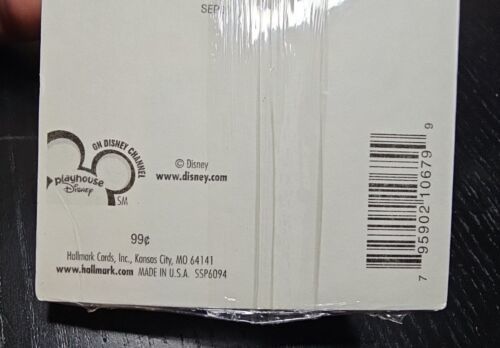 SEP
ON DISNEY CHANNEL
playhouse
Disney
SM
© Disney
www.disney.com
99¢
Hallmark Cards, Inc., Kansas City, MO 64141
www.hallmark.com MADE IN U.S.A. SSP6094
7 95902 10679 9